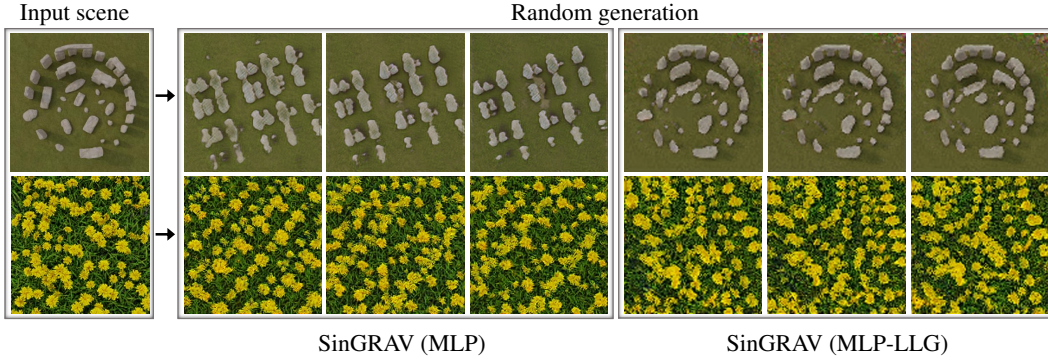 Input scene
Random generation
SinGRAV (MLP)
SinGRAV (MLP-LLG)